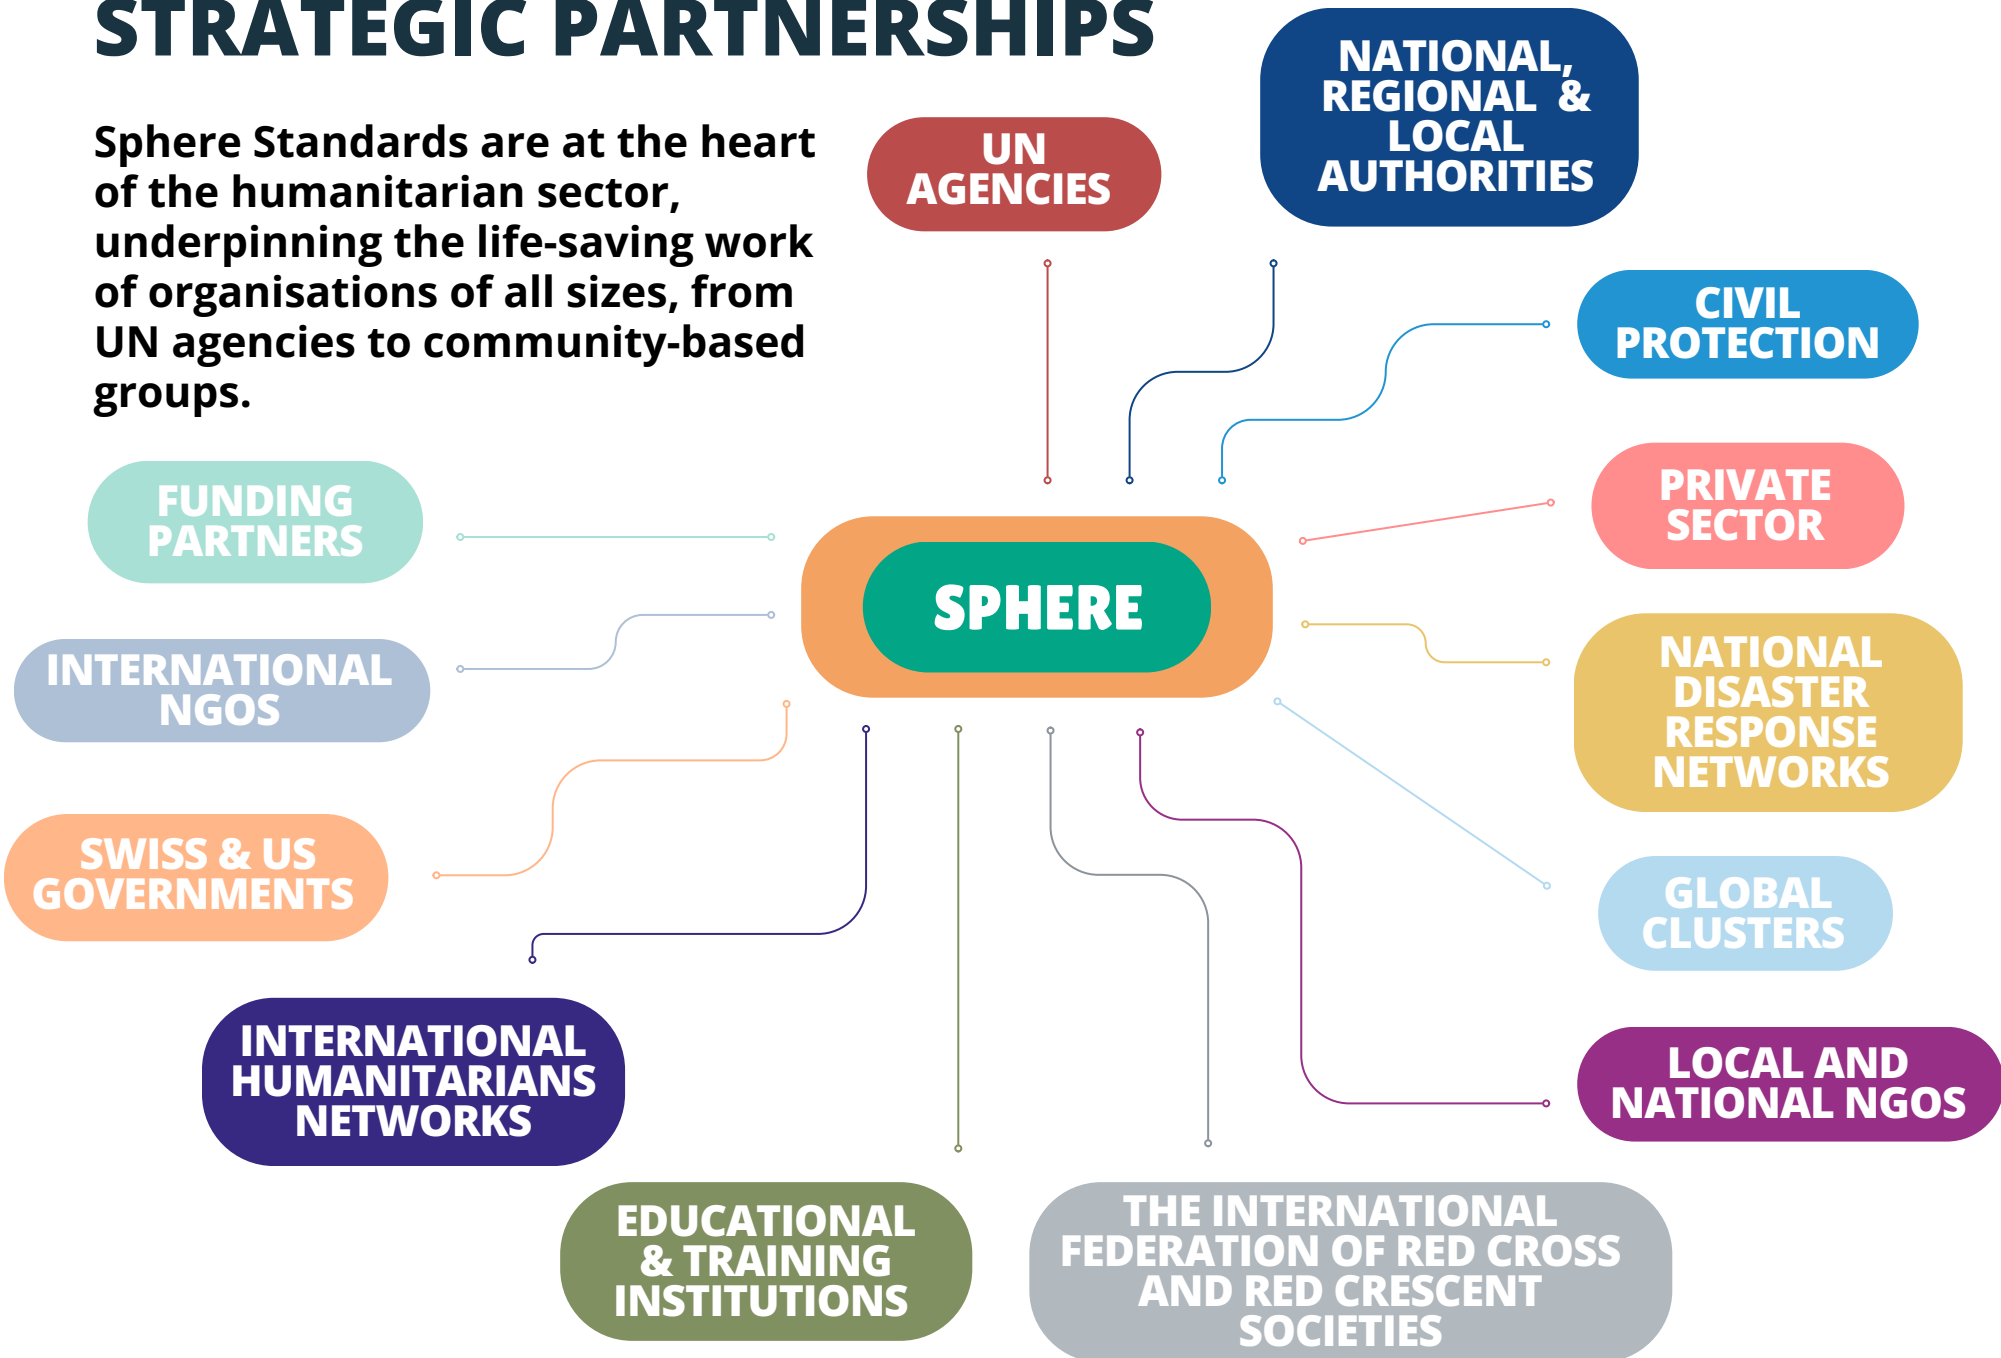 STRATEGIC PARTNERSHIPS
Sphere Standards are at the heart
of the humanitarian sector,
underpinning the life-saving work
of organisations of all sizes, from
UN agencies to community-based
groups.
UN
AGENCIES
NATIONAL,
REGIONAL &
LOCAL
AUTHORITIES
CIVIL
PROTECTION
PRIVATE
SECTOR
FUNDING
PARTNERS
SPHERE
INTERNATIONAL
NGOS
NATIONAL
DISASTER
RESPONSE
NETWORKS
SWISS & US
GOVERNMENTS
GLOBAL
CLUSTERS
INTERNATIONAL
HUMANITARIANS
NETWORKS
LOCAL AND
NATIONAL NGOS
EDUCATIONAL
& TRAINING
INSTITUTIONS
THE INTERNATIONAL
FEDERATION OF RED CROSS
AND RED CRESCENT
SOCIETIES